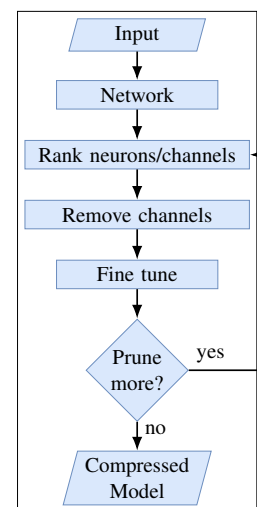 Input
Network
Rank neurons/channels
Remove channels
Fine tune
Prune
more?
yes
no
Compressed
Model